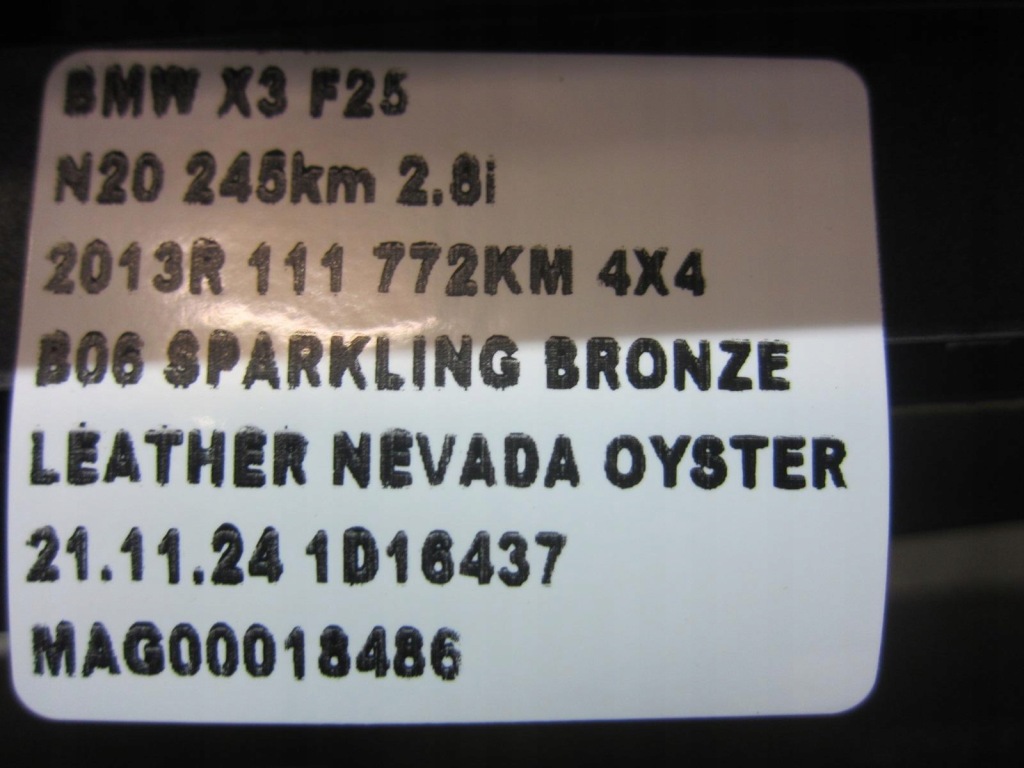 BMW X3 F25
N20 245km 2.8i
2013R 111 772KM 4X4
B06 SPARKLING BRONZE
LEATHER NEVADA OYSTER
21.11.24 1D16437
MAG00018486